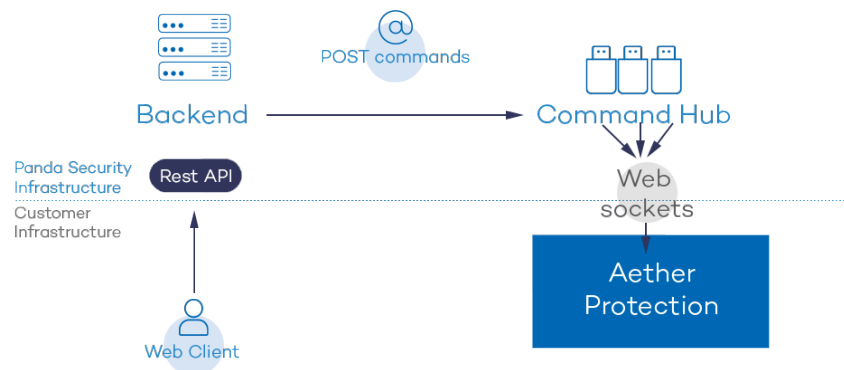 @
POST commands
Backend
Command Hub
Panda Security
Infrastructure
Rest API
Web
sockets
Customer
Infrastructure
Aether
Protection
Web Client